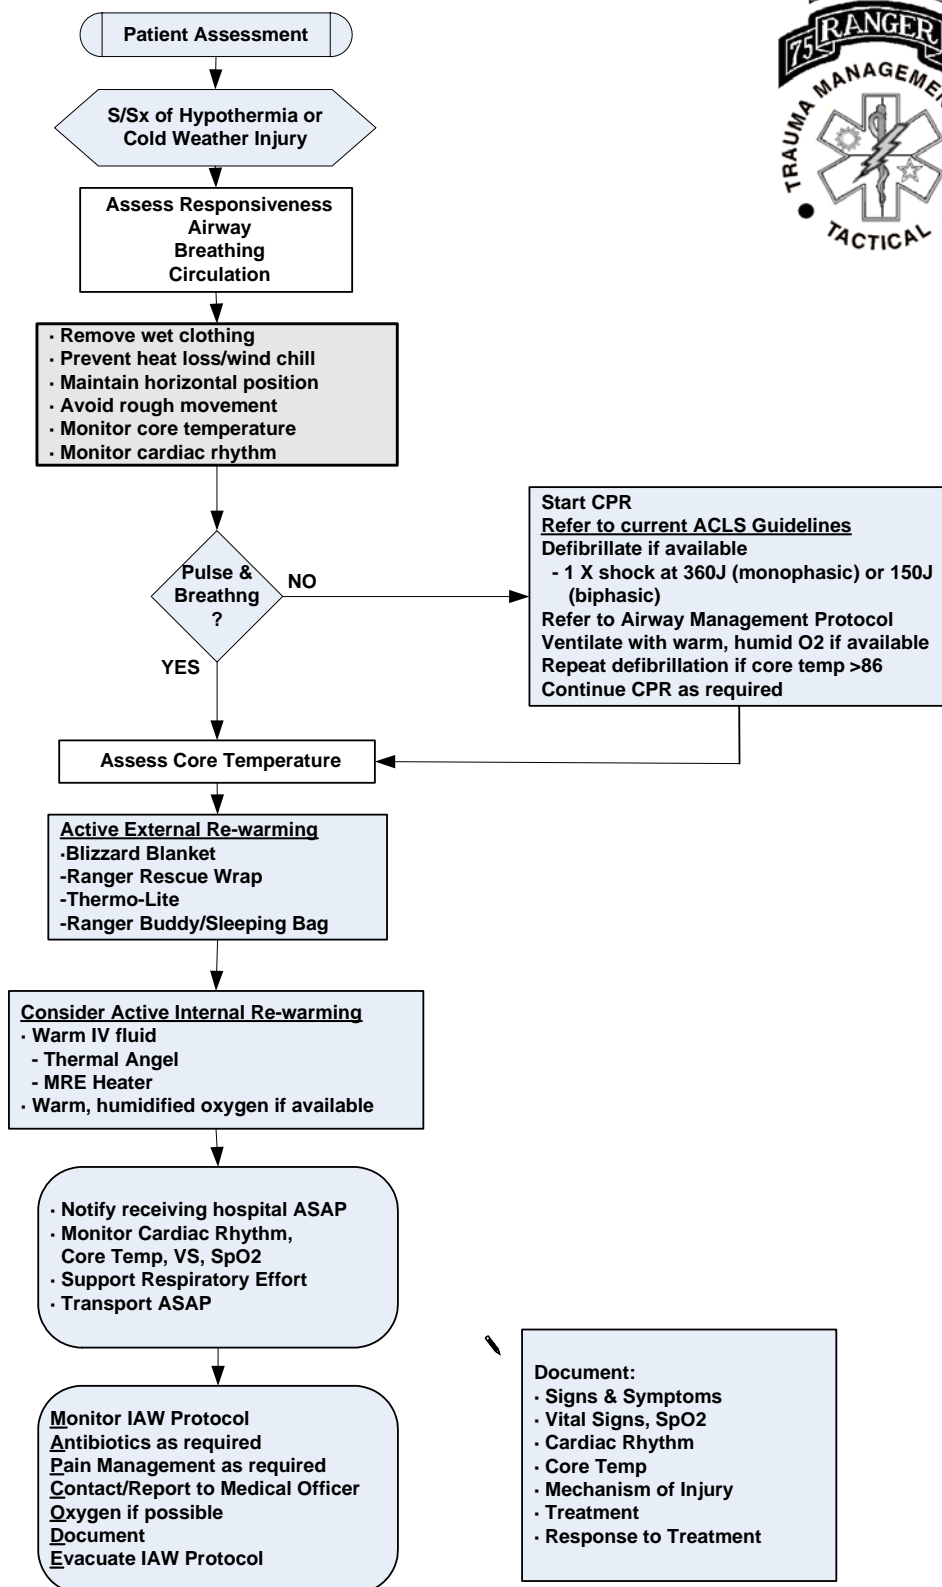 Patient Assessment
75 RANGER
TRAUMA MANAGEMEN
TACTICAL
S/Sx of Hypothermia or
Cold Weather Injury
Assess Responsiveness
Airway
Breathing
Circulation
· Remove wet clothing
· Prevent heat loss/wind chill
· Maintain horizontal position
· Avoid rough movement
· Monitor core temperature
· Monitor cardiac rhythm
Pulse &
Breathng
?
NO
YES
Start CPR
Refer to current ACLS Guidelines
Defibrillate if available
- 1 X shock at 360J (monophasic) or 150J
(biphasic)
Refer to Airway Management Protocol
Ventilate with warm, humid O2 if available
Repeat defibrillation if core temp >86
Continue CPR as required
Assess Core Temperature
Active External Re-warming
·Blizzard Blanket
-Ranger Rescue Wrap
-Thermo-Lite
-Ranger Buddy/Sleeping Bag
Consider Active Internal Re-warming
· Warm IV fluid
- Thermal Angel
- MRE Heater
· Warm, humidified oxygen if available
· Notify receiving hospital ASAP
· Monitor Cardiac Rhythm,
Core Temp, VS, SpO2
· Support Respiratory Effort
· Transport ASAP
Monitor IAW Protocol
Antibiotics as required
Pain Management as required
Contact/Report to Medical Officer
Oxygen if possible
Document
Evacuate IAW Protocol
Document:
· Signs & Symptoms
· Vital Signs, SpO2
· Cardiac Rhythm
· Core Temp
· Mechanism of Injury
· Treatment
· Response to Treatment